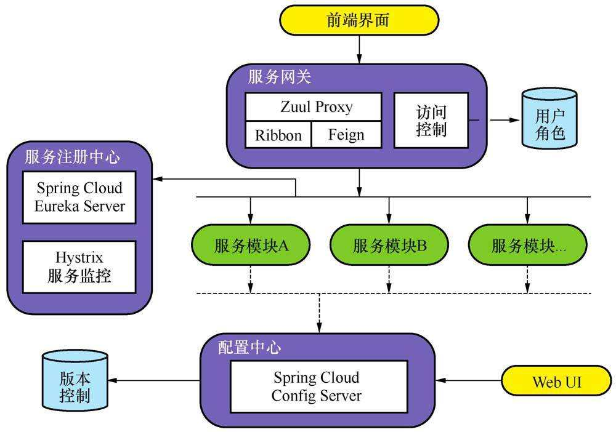 前端界面
服务网关
Zuul Proxy
Ribbon
Feign
访问
控制
用户
角色
服务注册中心
Spring Cloud
Eureka Server
Hystrix
服务监控
服务模块A
服务模块B
服务模块...
配置中心
Spring Cloud
Config Server
版本
控制
Web UI